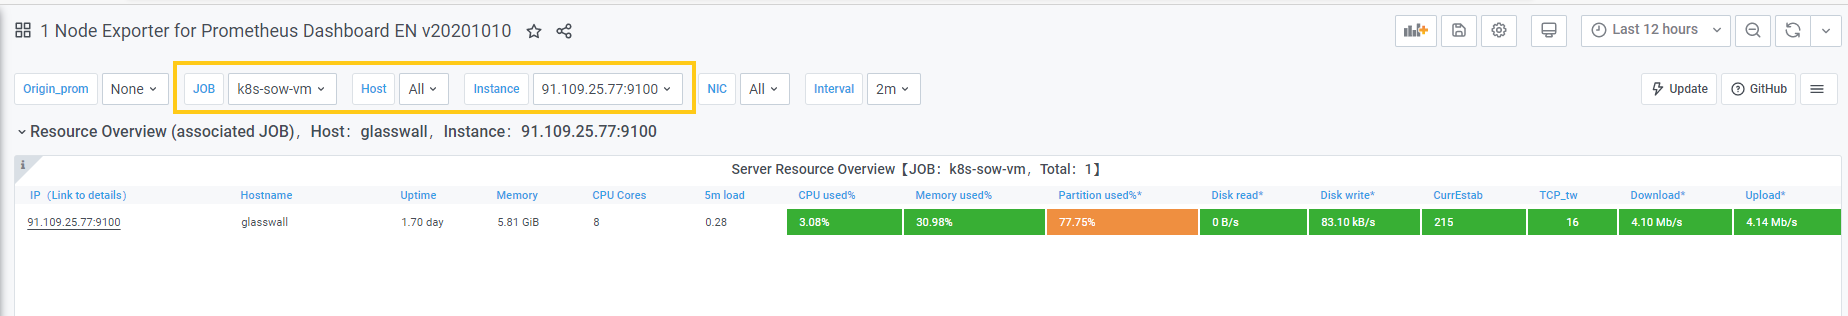 1 Node Exporter for Prometheus Dashboard EN v20201010
Last 12 hours
Origin_prom None JOB k8s-sow-vm Host All Instance 91.109.25.77:9100 NIC All Interval 2m Update GitHub
Resource Overview (associated JOB)，Host：glasswall，Instance：91.109.25.77:9100
i
Server Resource Overview【JOB：k8s-sow-vm，Total：1】
IP（Link to details） Hostname Uptime Memory CPU Cores 5m load CPU used% Memory used% Partition used%* Disk read* Disk write* CurrEstab TCP_tw Download* Upload*
91.109.25.77:9100 glasswall 1.70 day 5.81 GiB 8 0.28 3.08% 30.98% 77.75% 0 B/s 83.10 kB/s 215 16 4.10 Mb/s 4.14 Mb/s